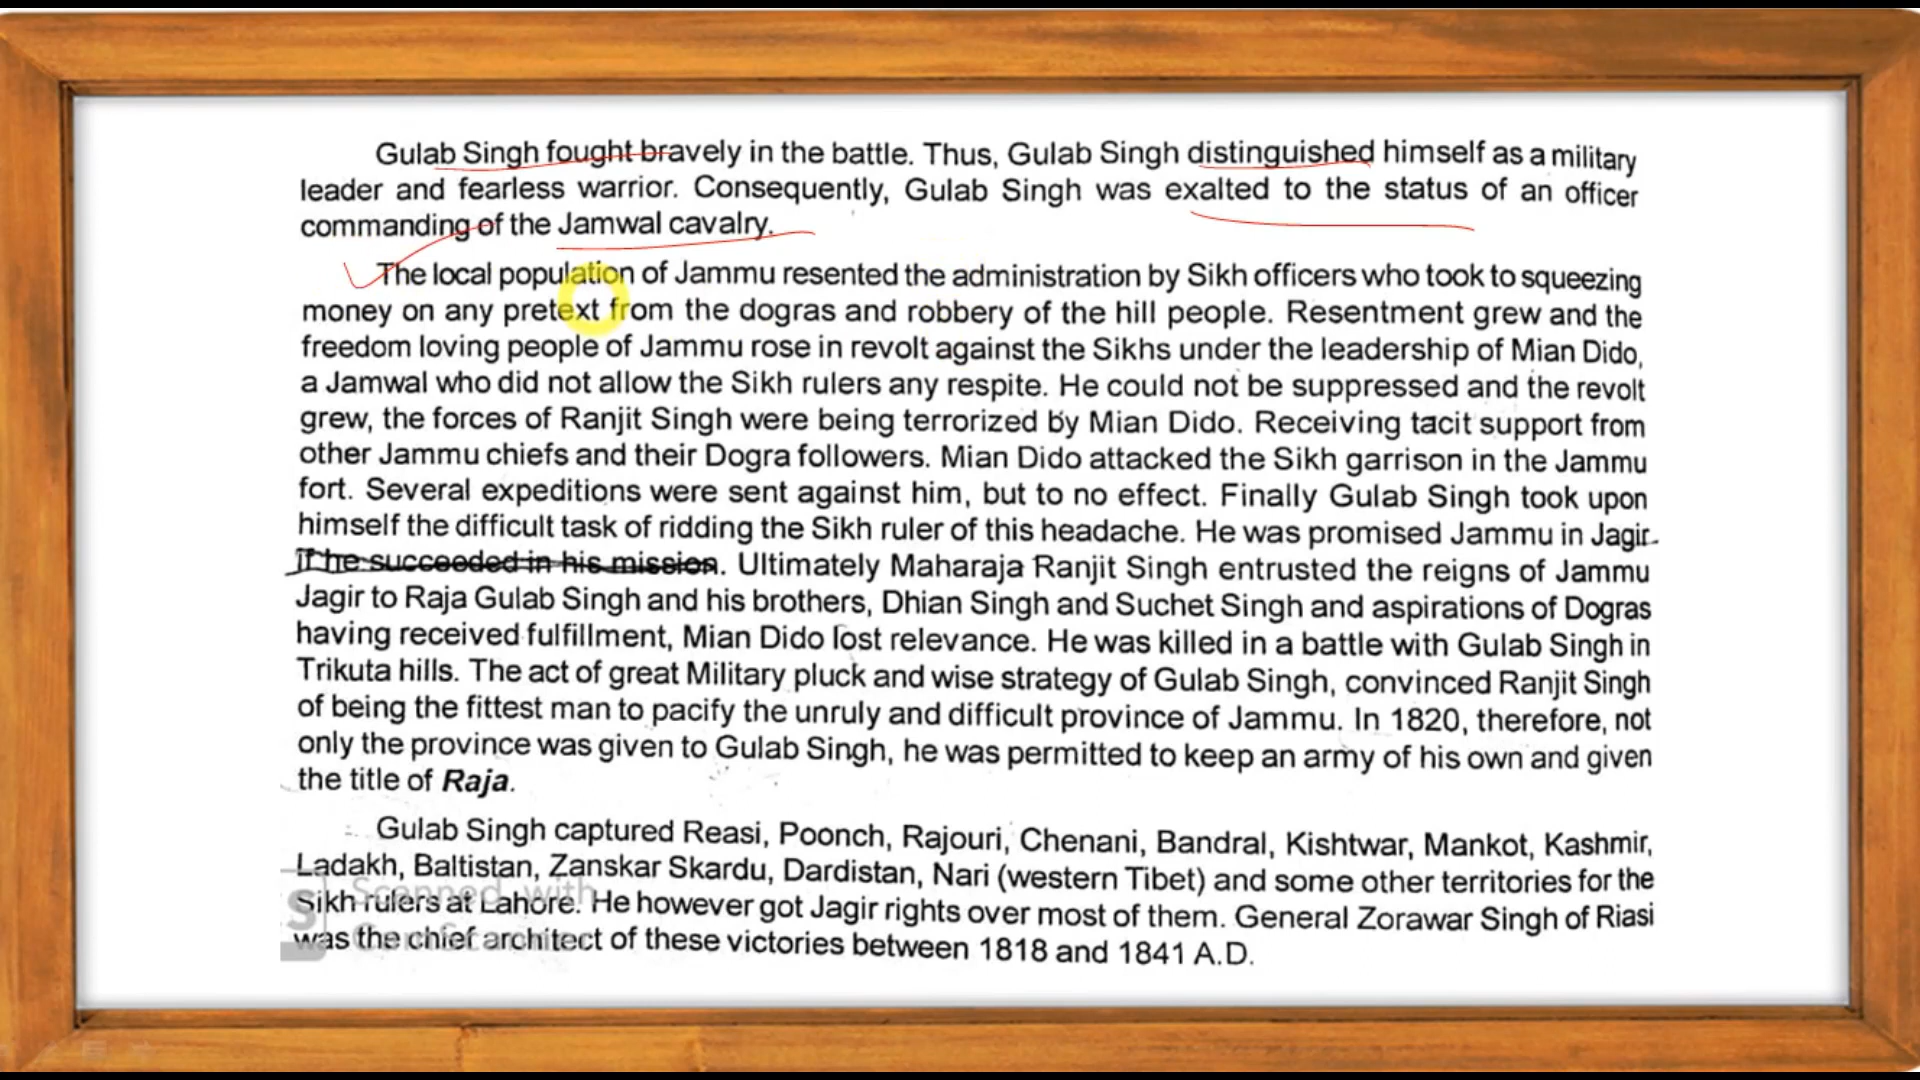 Gulab Singh fought bravely in the battle. Thus, Gulab Singh distinguished himself as a military
leader and fearless warrior. Consequently, Gulab Singh was exalted to the status of an officer
commanding of the Jamwal cavalry.
The local population of Jammu resented the administration by Sikh officers who took to squeezing
money on any pretext from the dogras and robbery of the hill people. Resentment grew and the
freedom loving people of Jammu rose in revolt against the Sikhs under the leadership of Mian Dido,
a Jamwal who did not allow the Sikh rulers any respite. He could not be suppressed and the revolt
grew, the forces of Ranjit Singh were being terrorized by Mian Dido. Receiving tacit support from
other Jammu chiefs and their Dogra followers. Mian Dido attacked the Sikh garrison in the Jammu
fort. Several expeditions were sent against him, but to no effect. Finally Gulab Singh took upon
himself the difficult task of ridding the Sikh ruler of this headache. He was promised Jammu in Jagir
if he succeeded in his mission. Ultimately Maharaja Ranjit Singh entrusted the reigns of Jammu
Jagir to Raja Gulab Singh and his brothers, Dhian Singh and Suchet Singh and aspirations of Dogras
having received fulfillment, Mian Dido lost relevance. He was killed in a battle with Gulab Singh in
Trikuta hills. The act of great Military pluck and wise strategy of Gulab Singh, convinced Ranjit Singh
of being the fittest man to pacify the unruly and difficult province of Jammu. In 1820, therefore, not
only the province was given to Gulab Singh, he was permitted to keep an army of his own and given
the title of Raja.
Gulab Singh captured Reasi, Poonch, Rajouri, Chenani, Bandral, Kishtwar, Mankot, Kashmir,
Ladakh, Baltistan, Zanskar Skardu, Dardistan, Nari (western Tibet) and some other territories for the
Sikh rulers at Lahore. He however got Jagir rights over most of them. General Zorawar Singh of Riasi
was the chief architect of these victories between 1818 and 1841 A.D.
CS
Scanned with
CamScanner